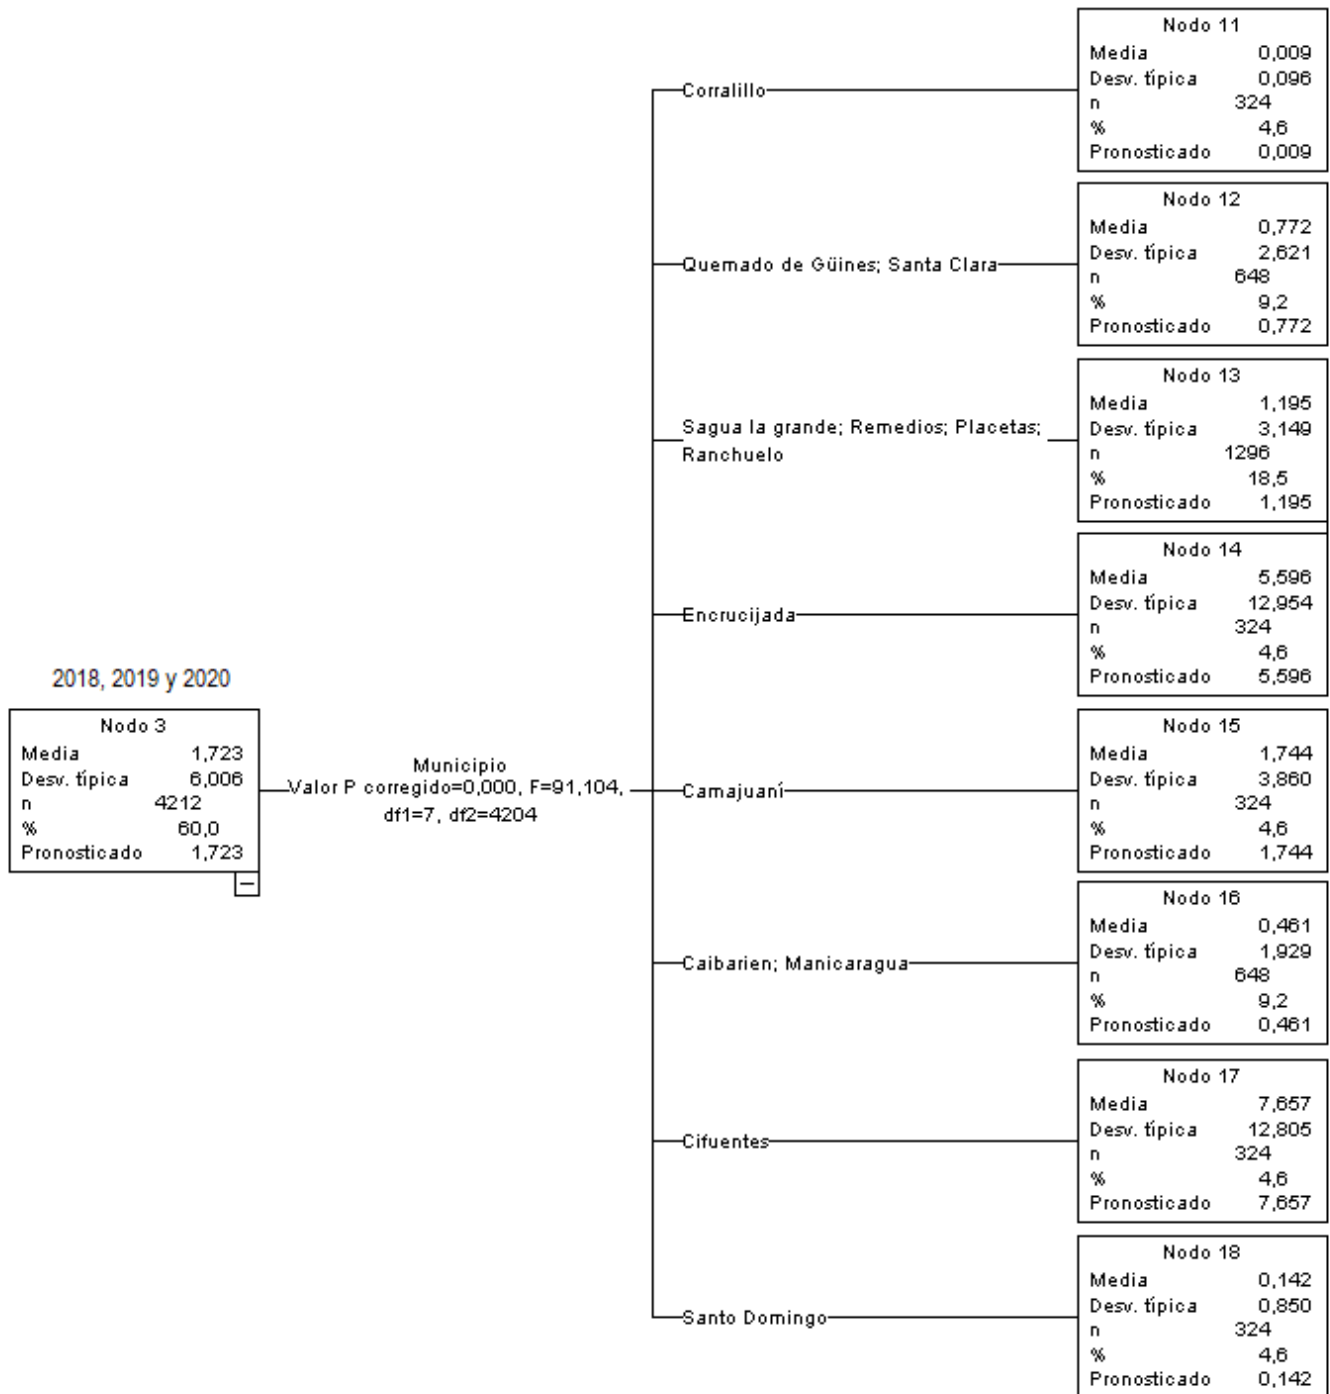 2018, 2019 y 2020
Nodo 3
Media 1,723
Desv. típica 6,006
n 4212
% 60,0
Pronosticado 1,723
Municipio
Valor P corregido=0,000, F=91,104,
df1=7, df2=4204
Corralillo
Nodo 11
Media 0,009
Desv. típica 0,096
n 324
% 4,6
Pronosticado 0,009
Quemado de Güines; Santa Clara
Nodo 12
Media 0,772
Desv. típica 2,621
n 648
% 9,2
Pronosticado 0,772
Sagua la grande; Remedios; Placetas;
Ranchuelo
Nodo 13
Media 1,195
Desv. típica 3,149
n 1296
% 18,5
Pronosticado 1,195
Encrucijada
Nodo 14
Media 5,596
Desv. típica 12,954
n 324
% 4,6
Pronosticado 5,596
Camajuaní
Nodo 15
Media 1,744
Desv. típica 3,860
n 324
% 4,6
Pronosticado 1,744
Caibarien; Manicaragua
Nodo 16
Media 0,461
Desv. típica 1,929
n 648
% 9,2
Pronosticado 0,461
Cifuentes
Nodo 17
Media 7,657
Desv. típica 12,805
n 324
% 4,6
Pronosticado 7,657
Santo Domingo
Nodo 18
Media 0,142
Desv. típica 0,850
n 324
% 4,6
Pronosticado 0,142